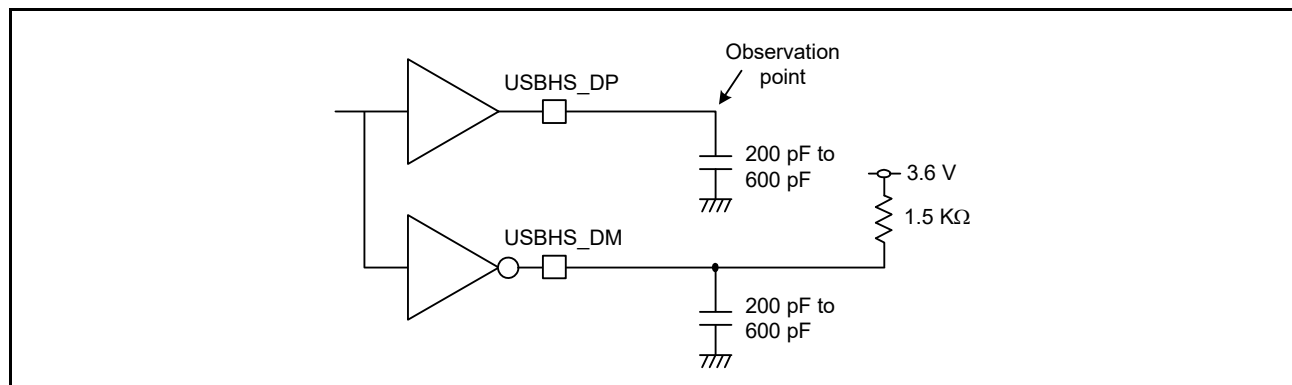 Observation
point
USBHS_DP
200 pF to
600 pF
3.6 V
1.5 KΩ
USBHS_DM
200 pF to
600 pF